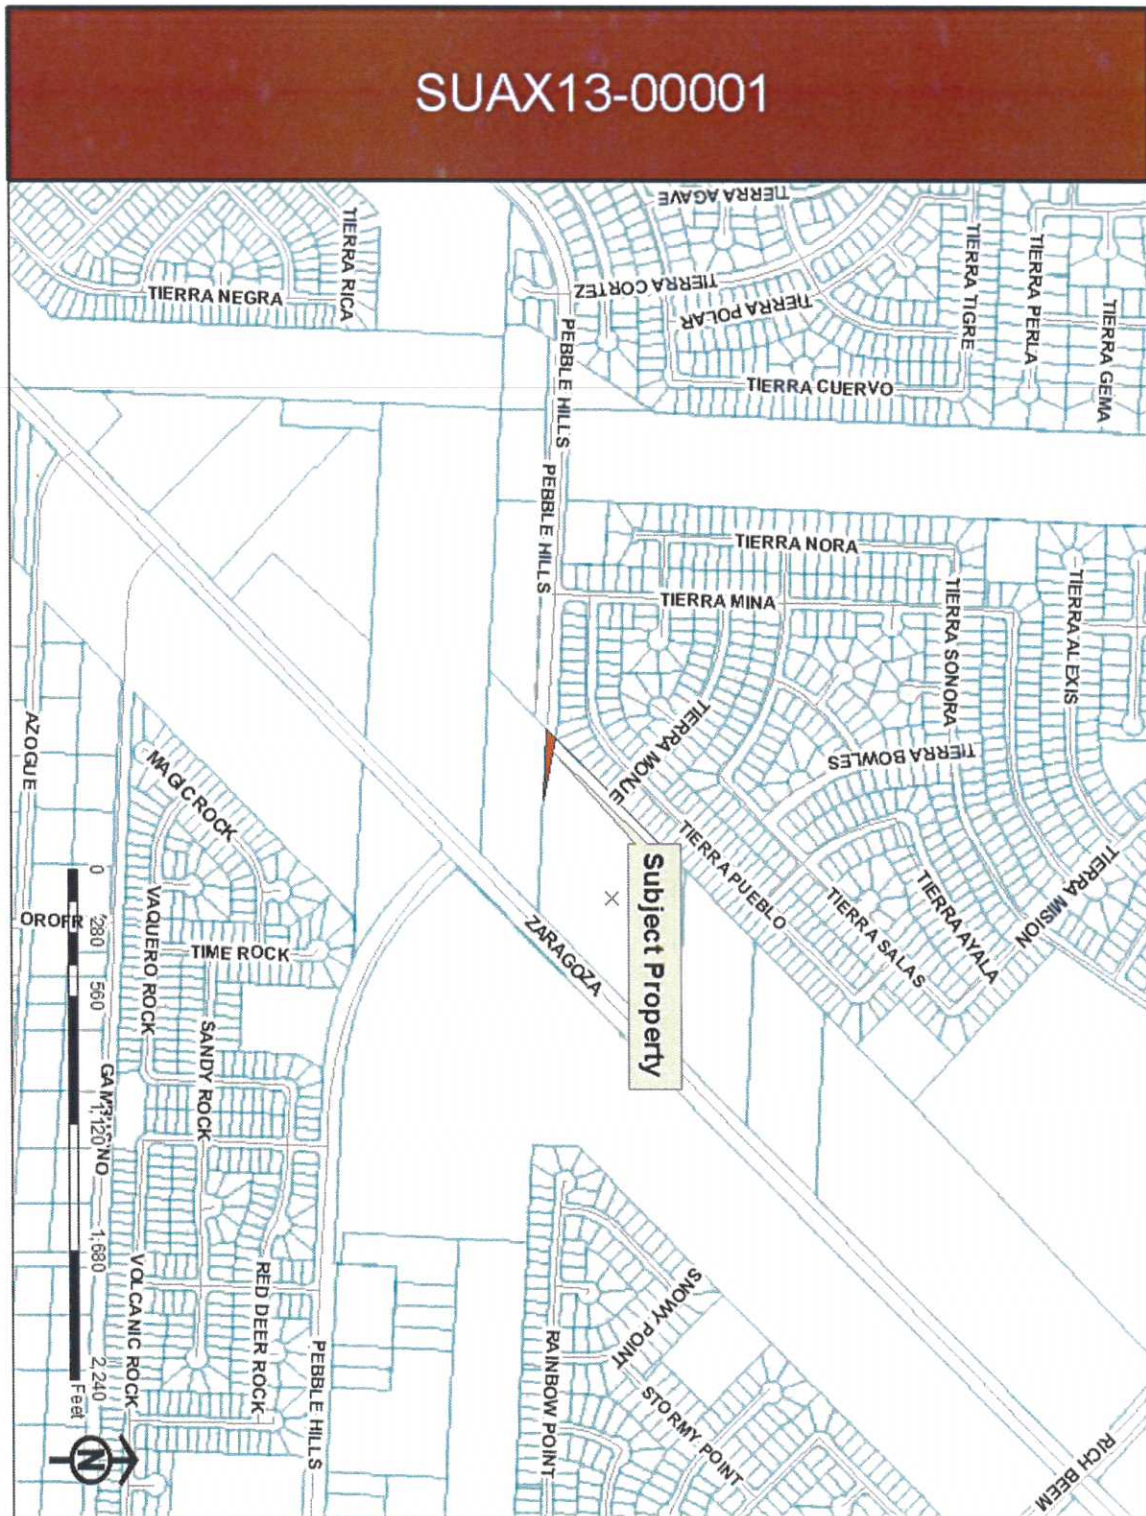 SUAX13-00001
TIERRA AGAVE
TIERRA RICA
TIERRA NEGRA
TIERRA CORTEZ
TIERRA POLAR
TIERRA TIGRE
TIERRA PERLA
TIERRA GEMA
TIERRA CUERVO
PEBBLE HILLS
PEBBLE HILLS
TIERRA NORA
TIERRA MINA
TIERRA SONORA
TIERRA ALEXIS
TIERRA MONJE
TIERRA BOWLES
TIERRA PUEBLO
TIERRA SALAS
TIERRA AYALA
TIERRA MISION
Subject Property
ZARAGOZA
AZOGUE
MAGIC ROCK
VAQUERO ROCK
TIME ROCK
SANDY ROCK
RED DEER ROCK
VOLCANIC ROCK
PEBBLE HILLS
RAINBOW POINT
SNOWY POINT
STORMY POINT
RICH BEEM
0 280 560 1,120 1,680 2,240
Feet
N